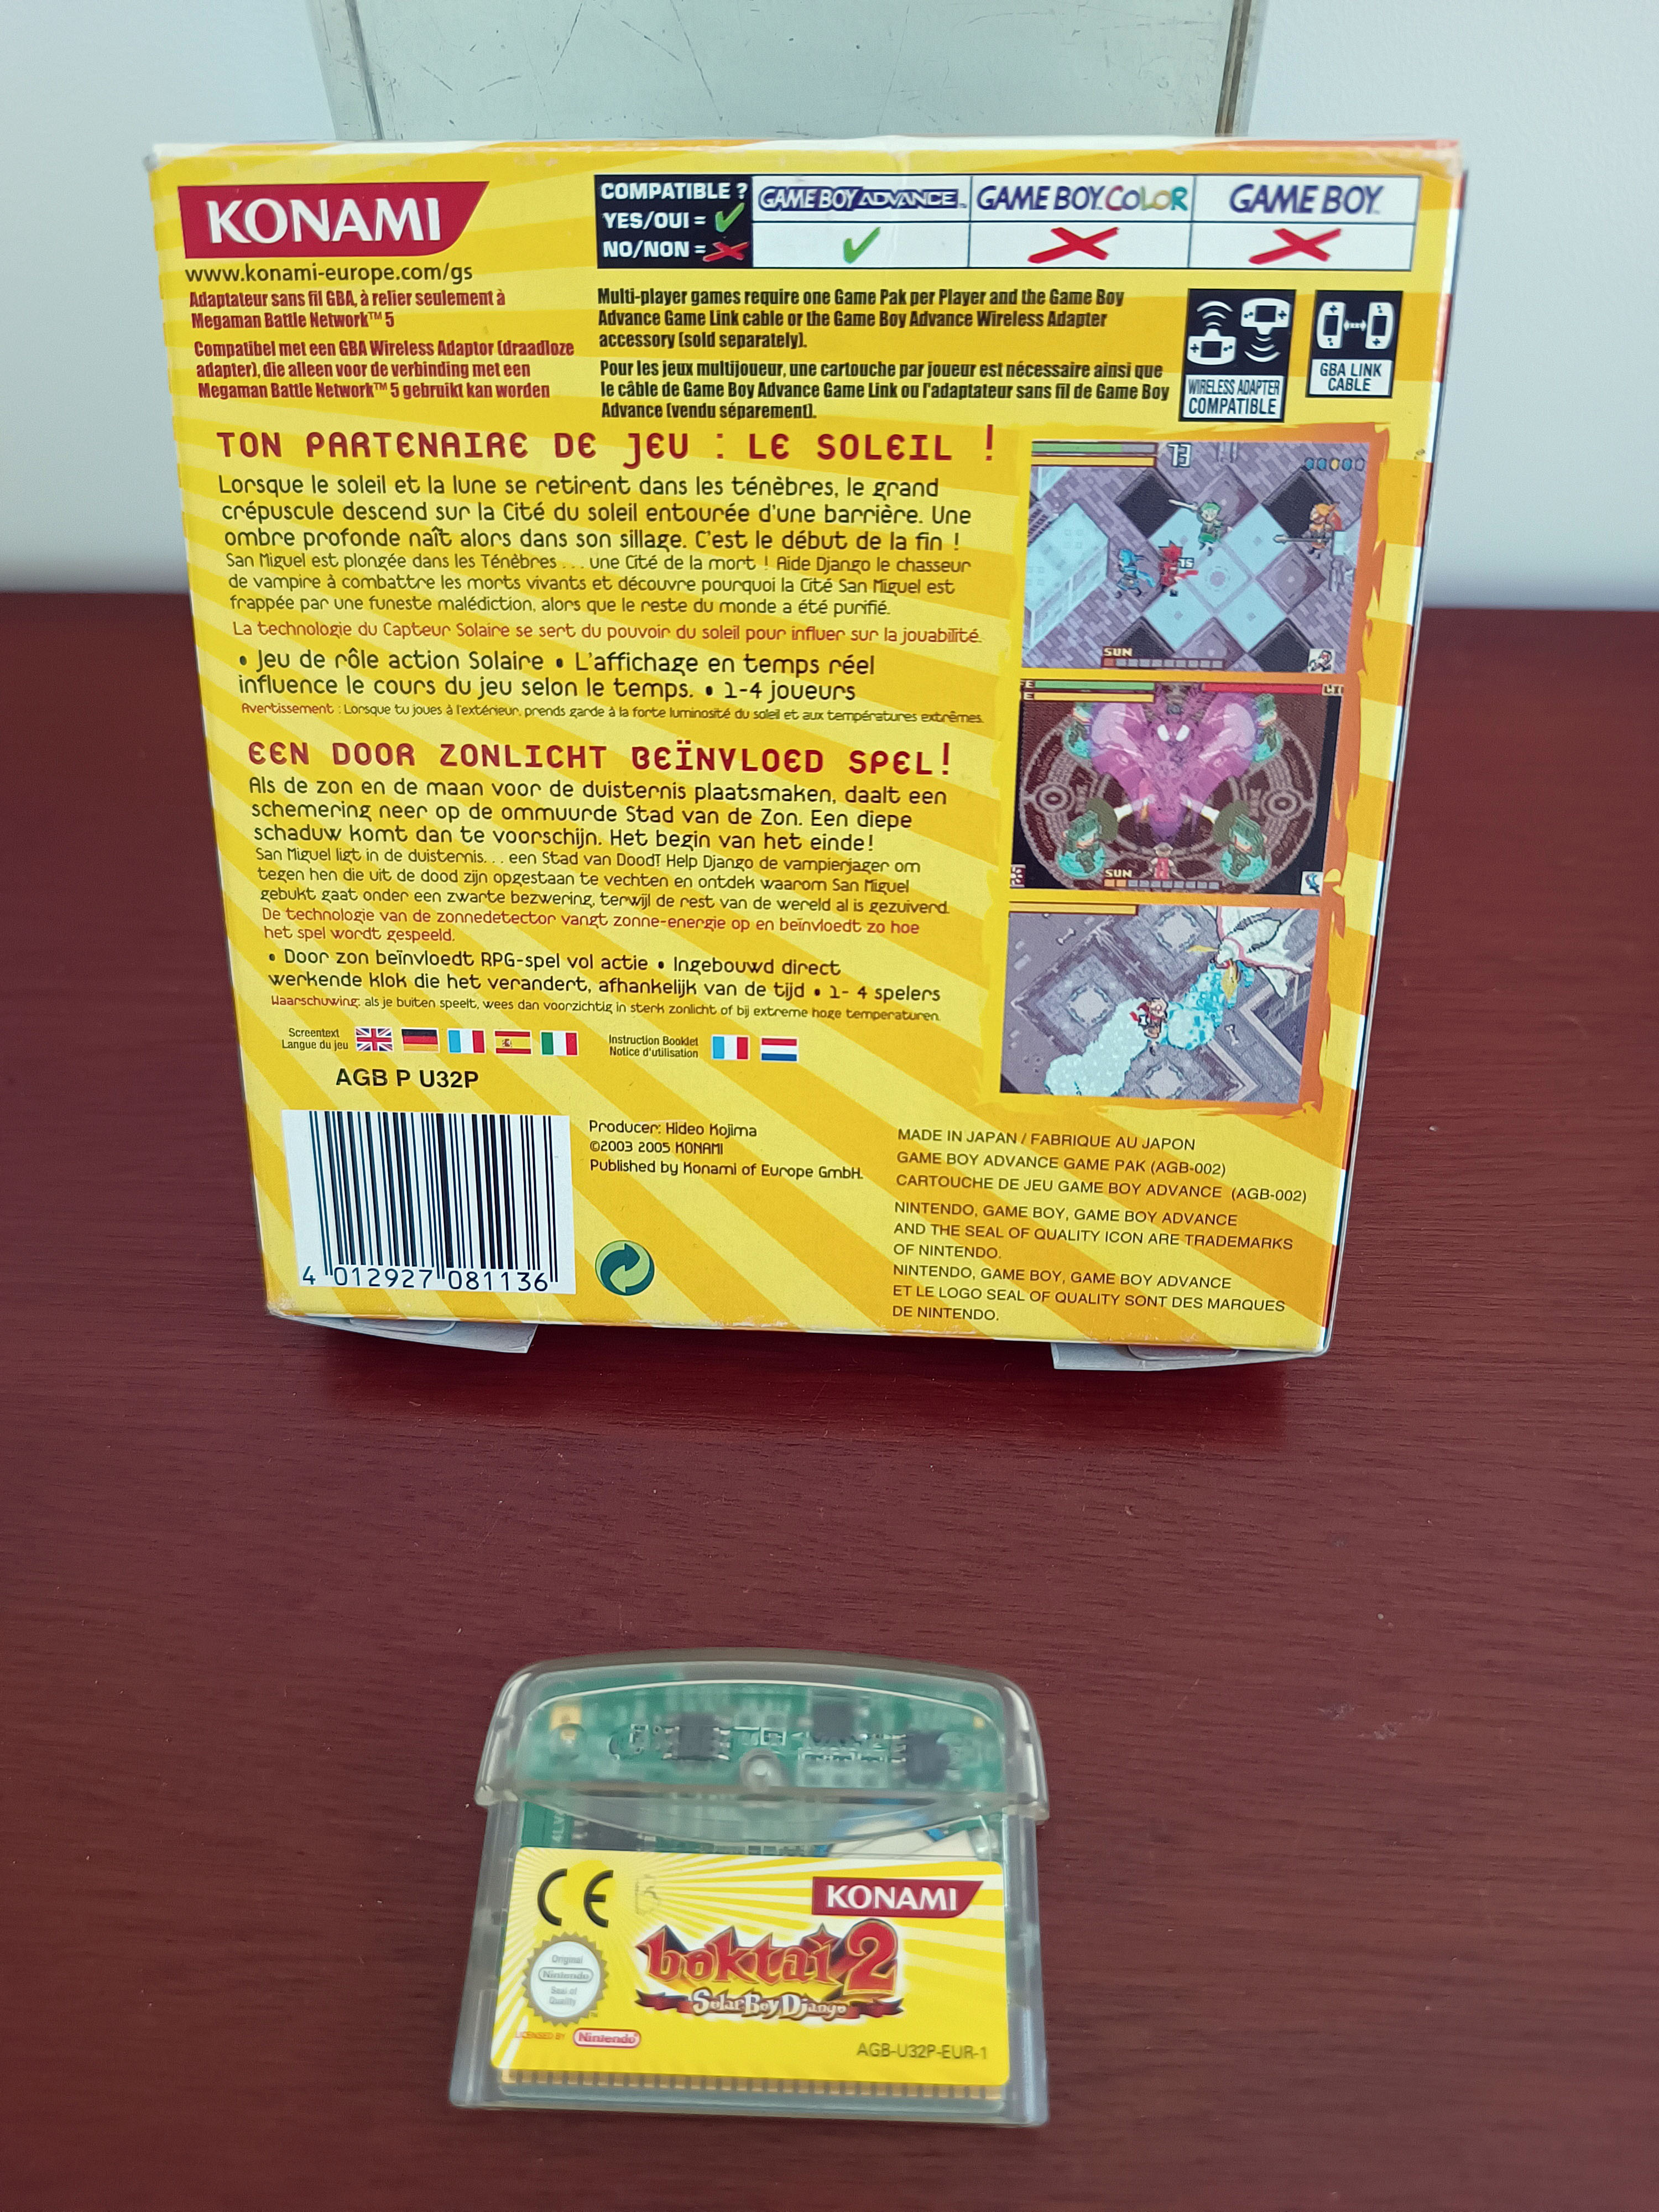 KONAMI
www.konami-europe.com/gs
Adaptateur sans fil GBA, à relier seulement à
Megaman Battle Network™ 5
Compatibel met een GBA Wireless Adaptor (draadloze
adapter), die alleen voor de verbinding met een
Megaman Battle Network™ 5 gebruikt kan worden
COMPATIBLE ?
YES/OUI =
NO/NON =
GAME BOY ADVANCE™
GAME BOY COLOR
GAME BOY™
Multi-player games require one Game Pak per Player and the Game Boy
Advance Game Link cable or the Game Boy Advance Wireless Adapter
accessory (sold separately).
Pour les jeux multijoueur, une cartouche par joueur est nécessaire ainsi que
le câble de Game Boy Advance Game Link ou l'adaptateur sans fil de Game Boy
Advance (vendu séparement).
WIRELESS ADAPTER
COMPATIBLE
GBA LINK
CABLE
TON PARTENAIRE DE JEU : LE SOLEIL !
Lorsque le soleil et la lune se retirent dans les ténèbres, le grand
crépuscule descend sur la Cité du soleil entourée d'une barrière. Une
ombre profonde naît alors dans son sillage. C'est le début de la fin !
San Miguel est plongée dans les Ténèbres . . . une Cité de la mort ! Aide Django le chasseur
de vampire à combattre les morts vivants et découvre pourquoi la Cité San Miguel est
frappée par une funeste malédiction, alors que le reste du monde a été purifié.
La technologie du Capteur Solaire se sert du pouvoir du soleil pour influer sur la jouabilité.
• Jeu de rôle action Solaire • L'affichage en temps réel
influence le cours du jeu selon le temps. • 1-4 joueurs
Avertissement : Lorsque tu joues à l'extérieur, prends garde à la forte luminosité du soleil et aux températures extrêmes.
EEN DOOR ZONLICHT BEÏNVLOED SPEL!
Als de zon en de maan voor de duisternis plaatsmaken, daalt een
schemering neer op de ommuurde Stad van de Zon. Een diepe
schaduw komt dan te voorschijn. Het begin van het einde!
San Miguel ligt in de duisternis. . . een Stad van DoodT Help Django de vampierjager om
tegen hen die uit de dood zijn opgestaan te vechten en ontdek waarom San Miguel
gebukt gaat onder een zwarte bezwering, terwijl de rest van de wereld al is gezuiverd.
De technologie van de zonnedetector vangt zonne-energie op en beïnvloedt zo hoe
het spel wordt gespeeld.
• Door zon beïnvloedt RPG-spel vol actie • Ingebouwd direct
werkende klok die het verandert, afhankelijk van de tijd • 1- 4 spelers
Waarschuwing: als je buiten speelt, wees dan voorzichtig in sterk zonlicht of bij extreme hoge temperaturen.
73
SUN
SUN
Screentext
Langue du jeu
Instruction Booklet
Notice d'utilisation
AGB P U32P
4 012927 081136
Producer: Hideo Kojima
©2003 2005 KONAMI
Published by Konami of Europe GmbH.
MADE IN JAPAN / FABRIQUE AU JAPON
GAME BOY ADVANCE GAME PAK (AGB-002)
CARTOUCHE DE JEU GAME BOY ADVANCE (AGB-002)
NINTENDO, GAME BOY, GAME BOY ADVANCE
AND THE SEAL OF QUALITY ICON ARE TRADEMARKS
OF NINTENDO.
NINTENDO, GAME BOY, GAME BOY ADVANCE
ET LE LOGO SEAL OF QUALITY SONT DES MARQUES
DE NINTENDO.
CE
KONAMI
boktai 2
Solar Boy Django
Original
Nintendo
Seal of
Quality
LICENSED BY Nintendo
AGB-U32P-EUR-1